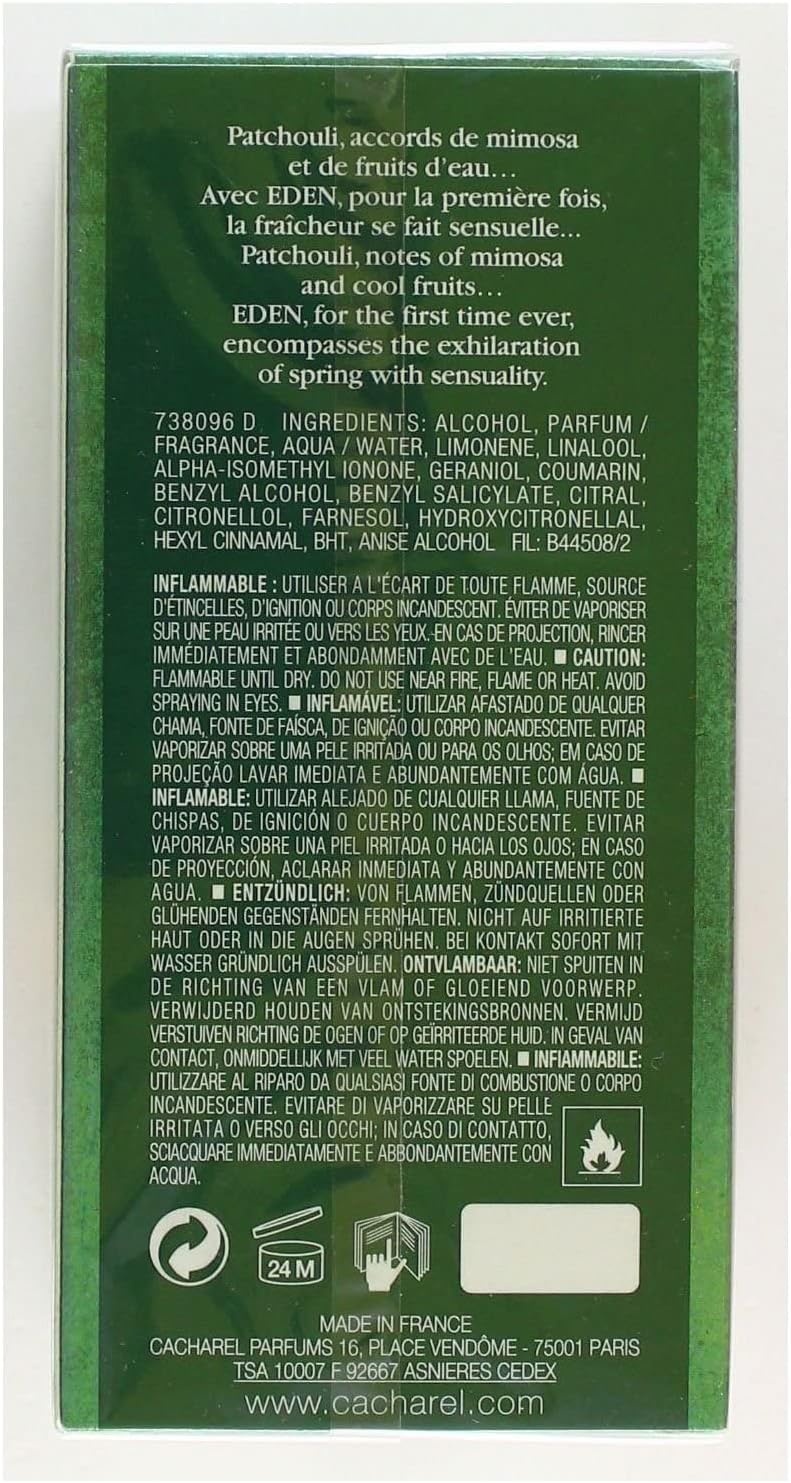 Patchouli, accords de mimosa
et de fruits d'eau...
Avec EDEN, pour la première fois,
la fraîcheur se fait sensuelle...
Patchouli, notes of mimosa
and cool fruits...
EDEN, for the first time ever,
encompasses the exhilaration
of spring with sensuality.
738096 D INGREDIENTS: ALCOHOL, PARFUM /
FRAGRANCE, AQUA / WATER, LIMONENE, LINALOOL,
ALPHA-ISOMETHYL IONONE, GERANIOL, COUMARIN,
BENZYL ALCOHOL, BENZYL SALICYLATE, CITRAL,
CITRONELLOL, FARNESOL, HYDROXYCITRONELLAL,
HEXYL CINNAMAL, BHT, ANISE ALCOHOL FIL: B44508/2
INFLAMMABLE : UTILISER A L'ÉCART DE TOUTE FLAMME, SOURCE
D'ÉTINCELLES, D'IGNITION OU CORPS INCANDESCENT. ÉVITER DE VAPORISER
SUR UNE PEAU IRRITÉE OU VERS LES YEUX. EN CAS DE PROJECTION, RINCER
IMMÉDIATEMENT ET ABONDAMMENT AVEC DE L'EAU. ■ CAUTION:
FLAMMABLE UNTIL DRY. DO NOT USE NEAR FIRE, FLAME OR HEAT. AVOID
SPRAYING IN EYES. ■ INFLAMÁVEL: UTILIZAR AFASTADO DE QUALQUER
CHAMA, FONTE DE FAÍSCA, DE IGNIÇÃO OU CORPO INCANDESCENTE. EVITAR
VAPORIZAR SOBRE UMA PELE IRRITADA OU PARA OS OLHOS; EM CASO DE
PROJEÇÃO LAVAR IMEDIATA E ABUNDANTEMENTE COM ÁGUA. ■
INFLAMABLE: UTILIZAR ALEJADO DE CUALQUIER LLAMA, FUENTE DE
CHISPAS, DE IGNICIÓN O CUERPO INCANDESCENTE. EVITAR
VAPORIZAR SOBRE UNA PIEL IRRITADA O HACIA LOS OJOS; EN CASO
DE PROYECCIÓN, ACLARAR INMEDIATA Y ABUNDANTEMENTE CON
AGUA. ■ ENTZÜNDLICH: VON FLAMMEN, ZÜNDQUELLEN ODER
GLÜHENDEN GEGENSTÄNDEN FERNHALTEN. NICHT AUF IRRITIERTE
HAUT ODER IN DIE AUGEN SPRÜHEN. BEI KONTAKT SOFORT MIT
WASSER GRÜNDLICH AUSSPÜLEN. ONTVLAMBAAR: NIET SPUITEN IN
DE RICHTING VAN EEN VLAM OF GLOEIEND VOORWERP.
VERWIJDERD HOUDEN VAN ONTSTEKINGSBRONNEN. VERMIJD
VERSTUIVEN RICHTING DE OGEN OF OP GEÏRRITEERDE HUID. IN GEVAL VAN
CONTACT, ONMIDDELLIJK MET VEEL WATER SPOELEN. ■ INFIAMMABILE:
UTILIZZARE AL RIPARO DA QUALSIASI FONTE DI COMBUSTIONE O CORPO
INCANDESCENTE. EVITARE DI VAPORIZZARE SU PELLE
IRRITATA O VERSO GLI OCCHI; IN CASO DI CONTATTO,
SCIACQUARE IMMEDIATAMENTE E ABBONDANTEMENTE CON
ACQUA.
24 M
MADE IN FRANCE
CACHAREL PARFUMS 16, PLACE VENDÔME - 75001 PARIS
TSA 10007 F 92667 ASNIERES CEDEX
www.cacharel.com